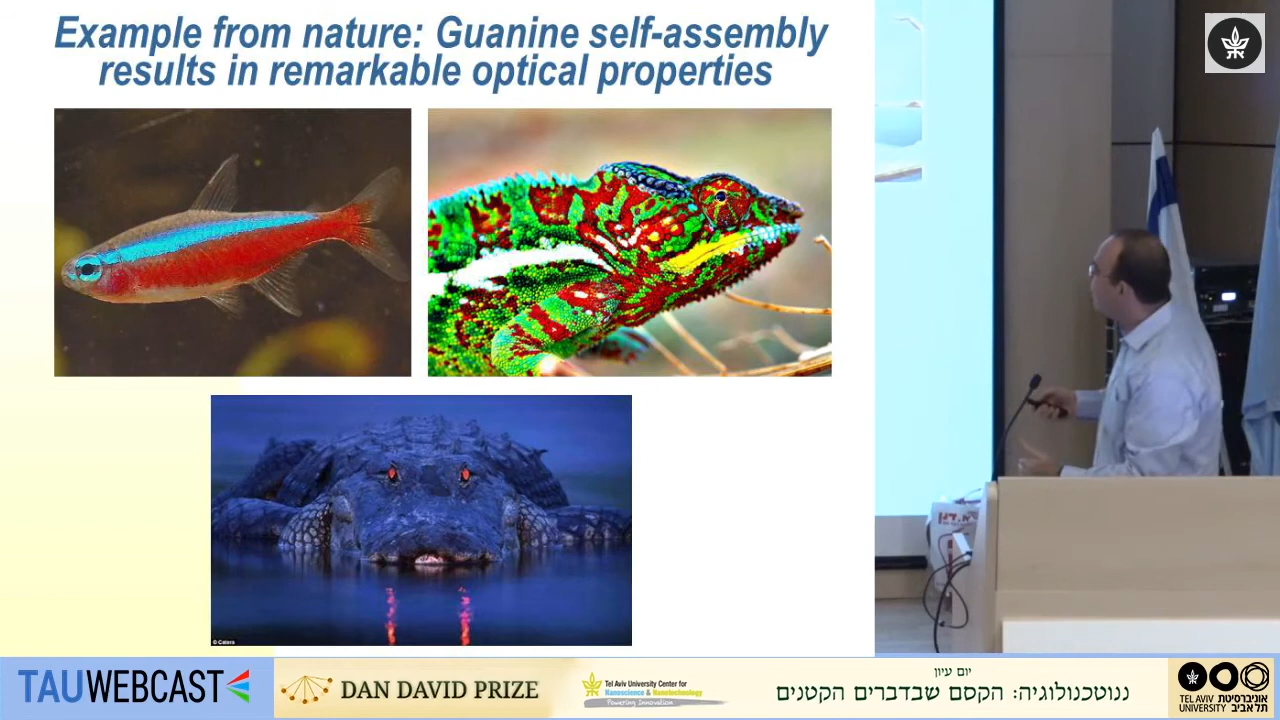 Example from nature: Guanine self-assembly
results in remarkable optical properties
© Caters
TAUWEBCAST
DAN DAVID PRIZE
Tel Aviv University Center for
Nanoscience & Nanotechnology
Powering Innovation
יום עיון
ננוטכנולוגיה: הקסם שבדברים הקטנים
TEL AVIV אוניברסיטת
UNIVERSITY תל אביב